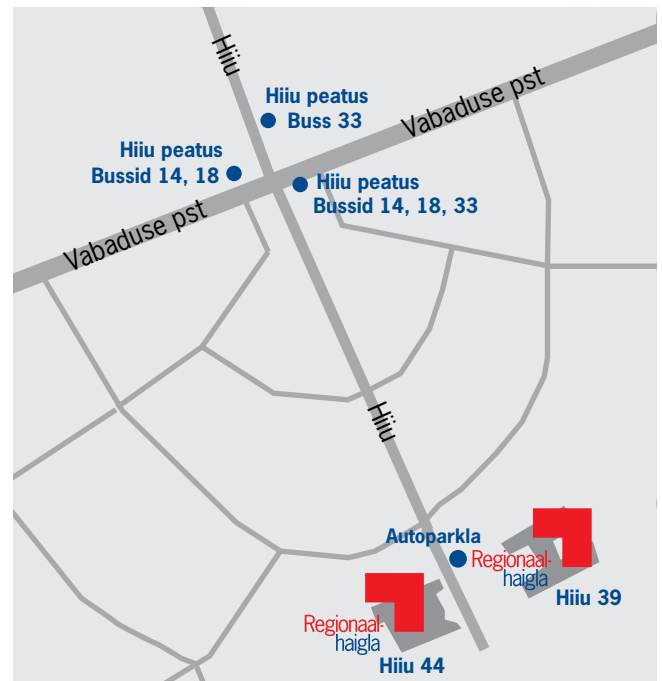 Hiiu
Hiiu peatus
Buss 33
Vabaduse pst
Hiiu peatus
Bussid 14, 18
Hiiu peatus
Bussid 14, 18, 33
Vabaduse pst
Hiiu
Autoparkla
Regionaal-
haigla
Hiiu 39
Regionaal-
haigla
Hiiu 44